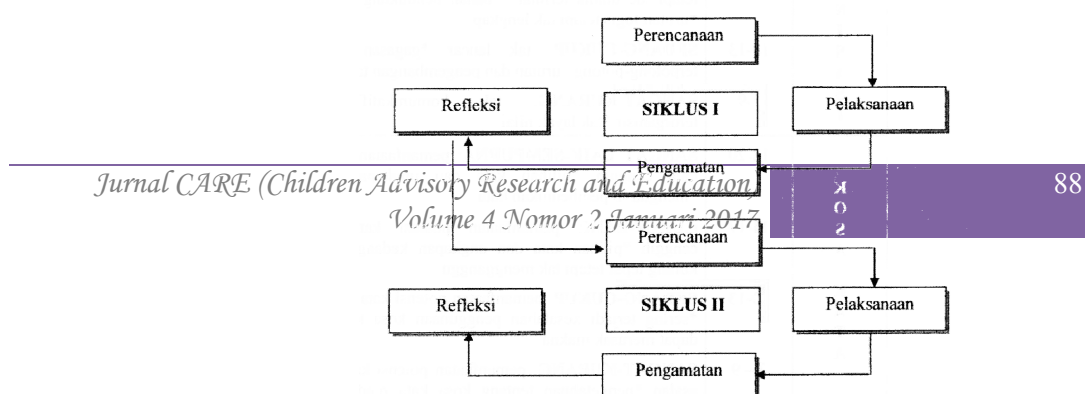 Perencanaan
Refleksi
SIKLUS I
Pelaksanaan
Pengamatan
Jurnal CARE (Children Advisory Research and Education)
88
Volume 4 Nomor 2 Januari 2017
Perencanaan
Refleksi
SIKLUS II
Pelaksanaan
Pengamatan